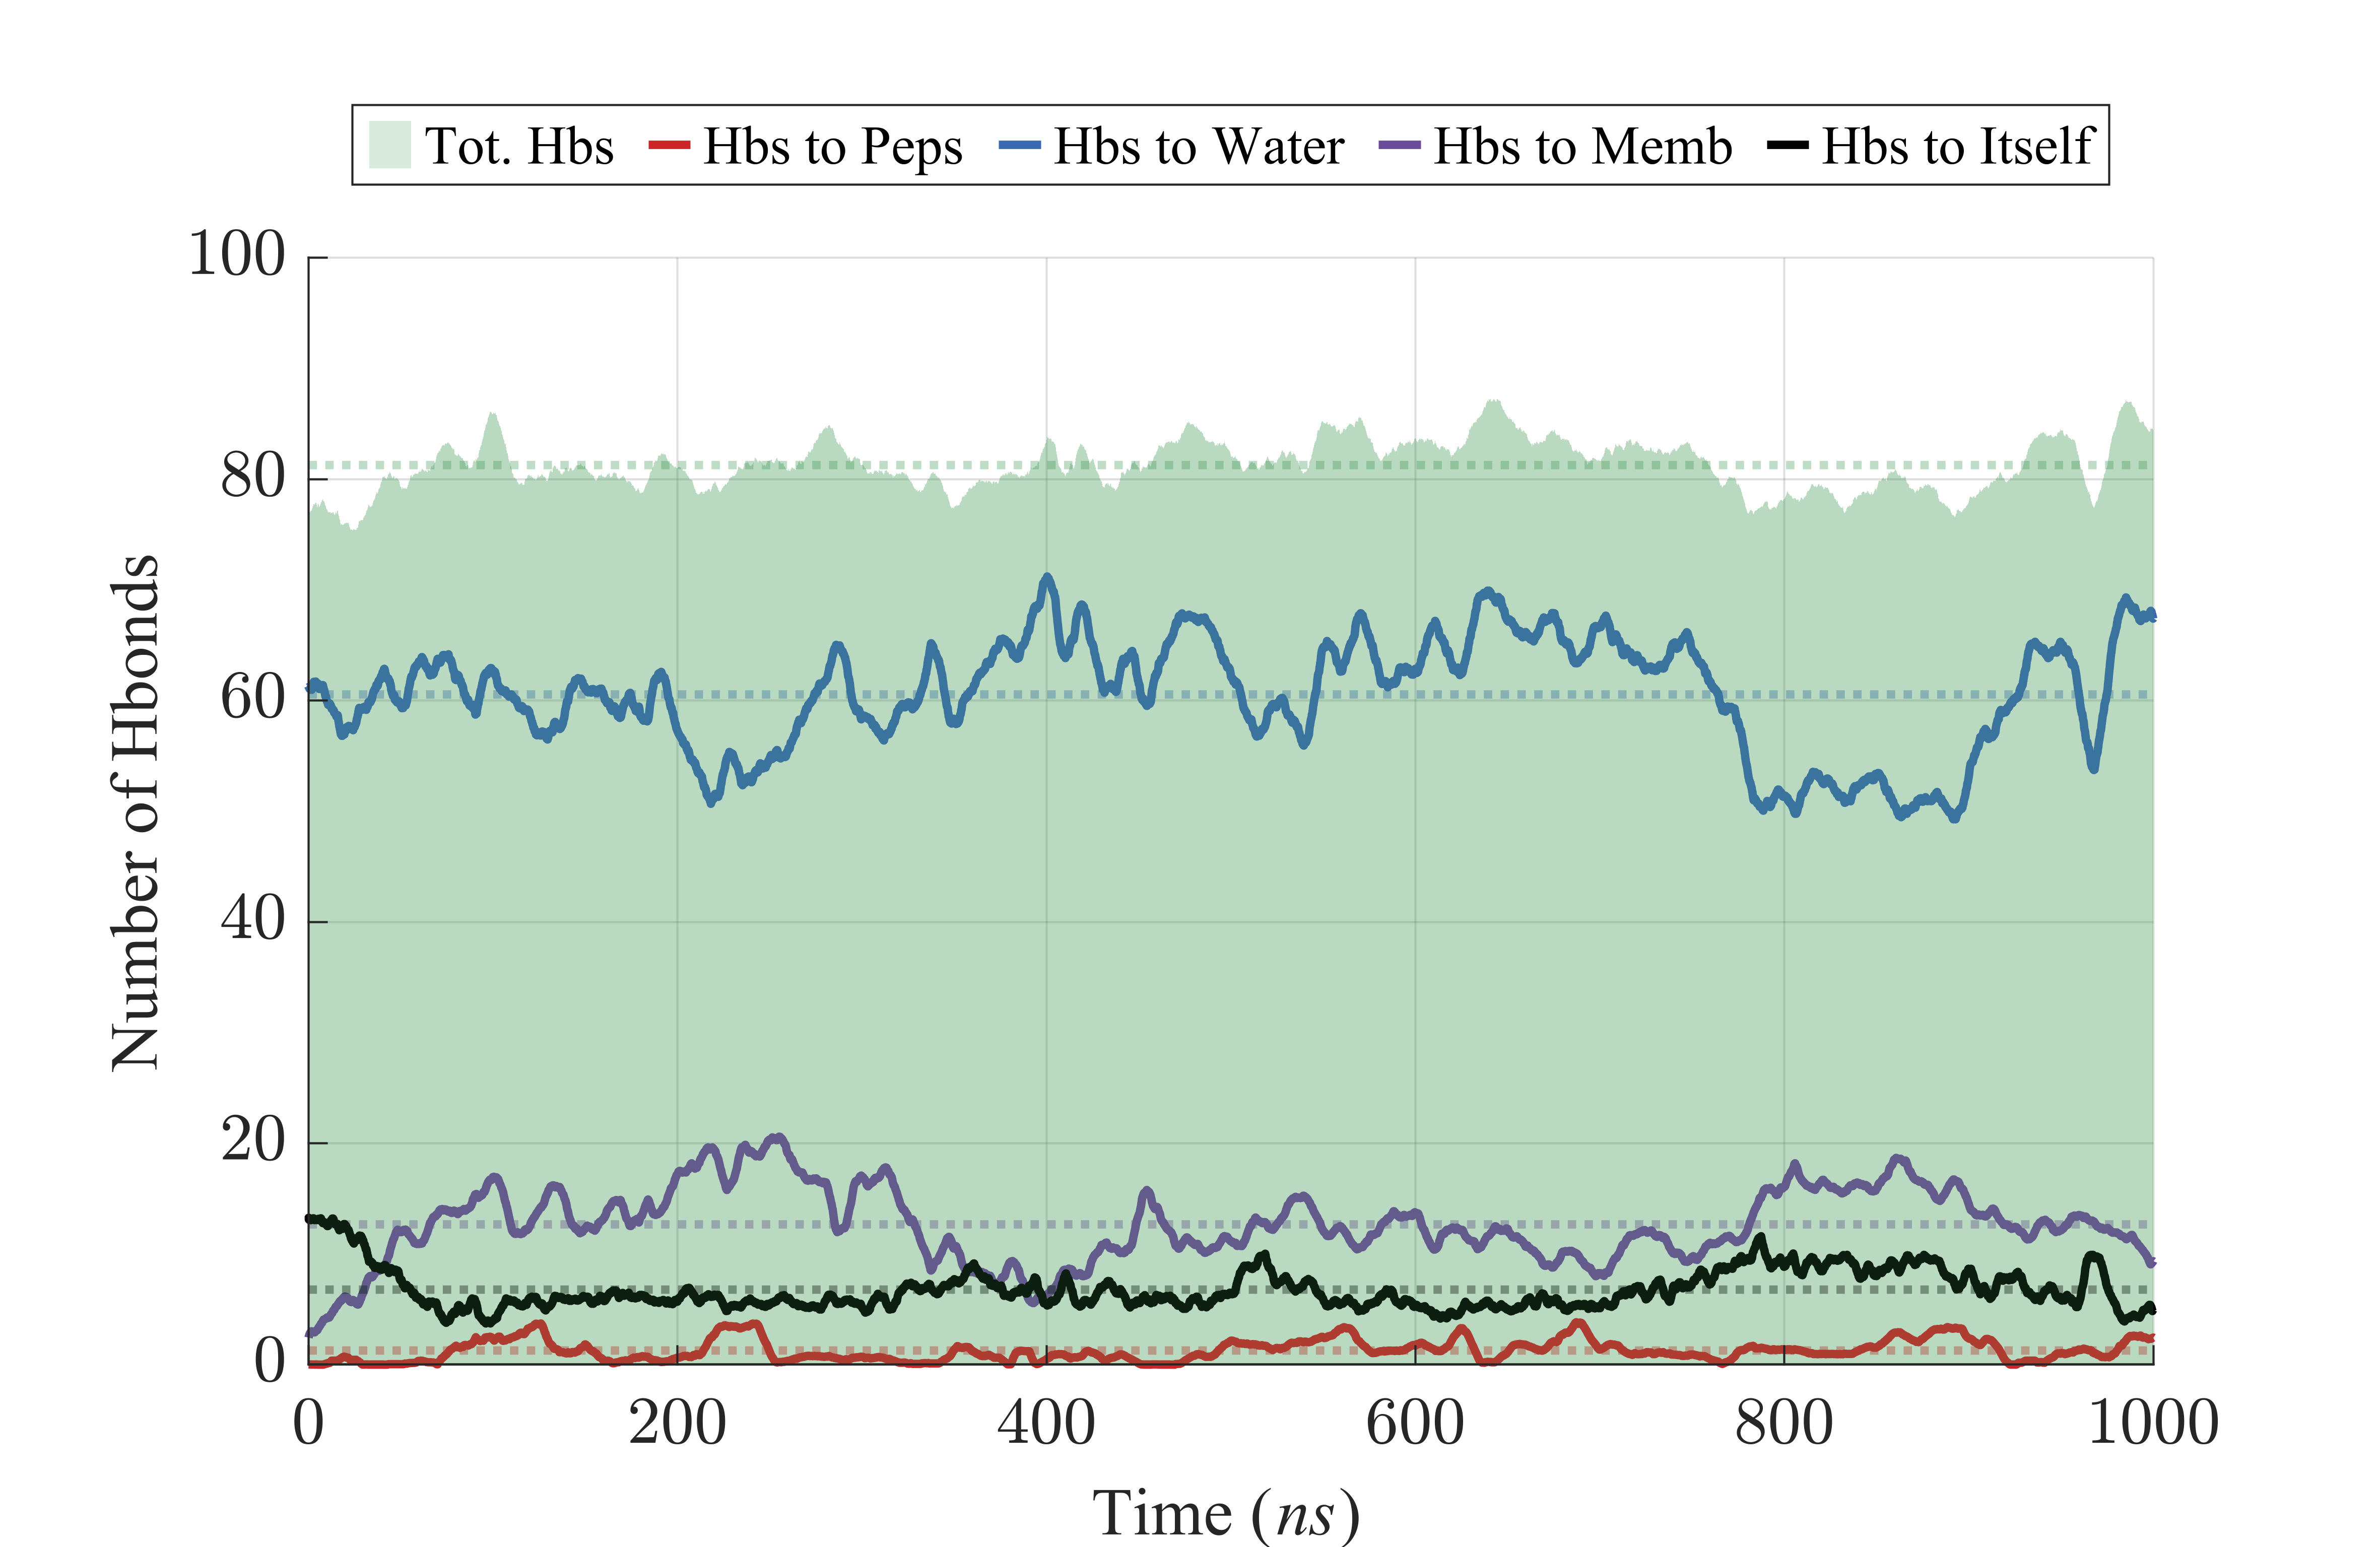 Tot. Hbs Hbs to Peps Hbs to Water Hbs to Memb Hbs to Itself
100
80
60
40
20
0
Number of Hbonds
0 200 400 600 800 1000
Time (ns)